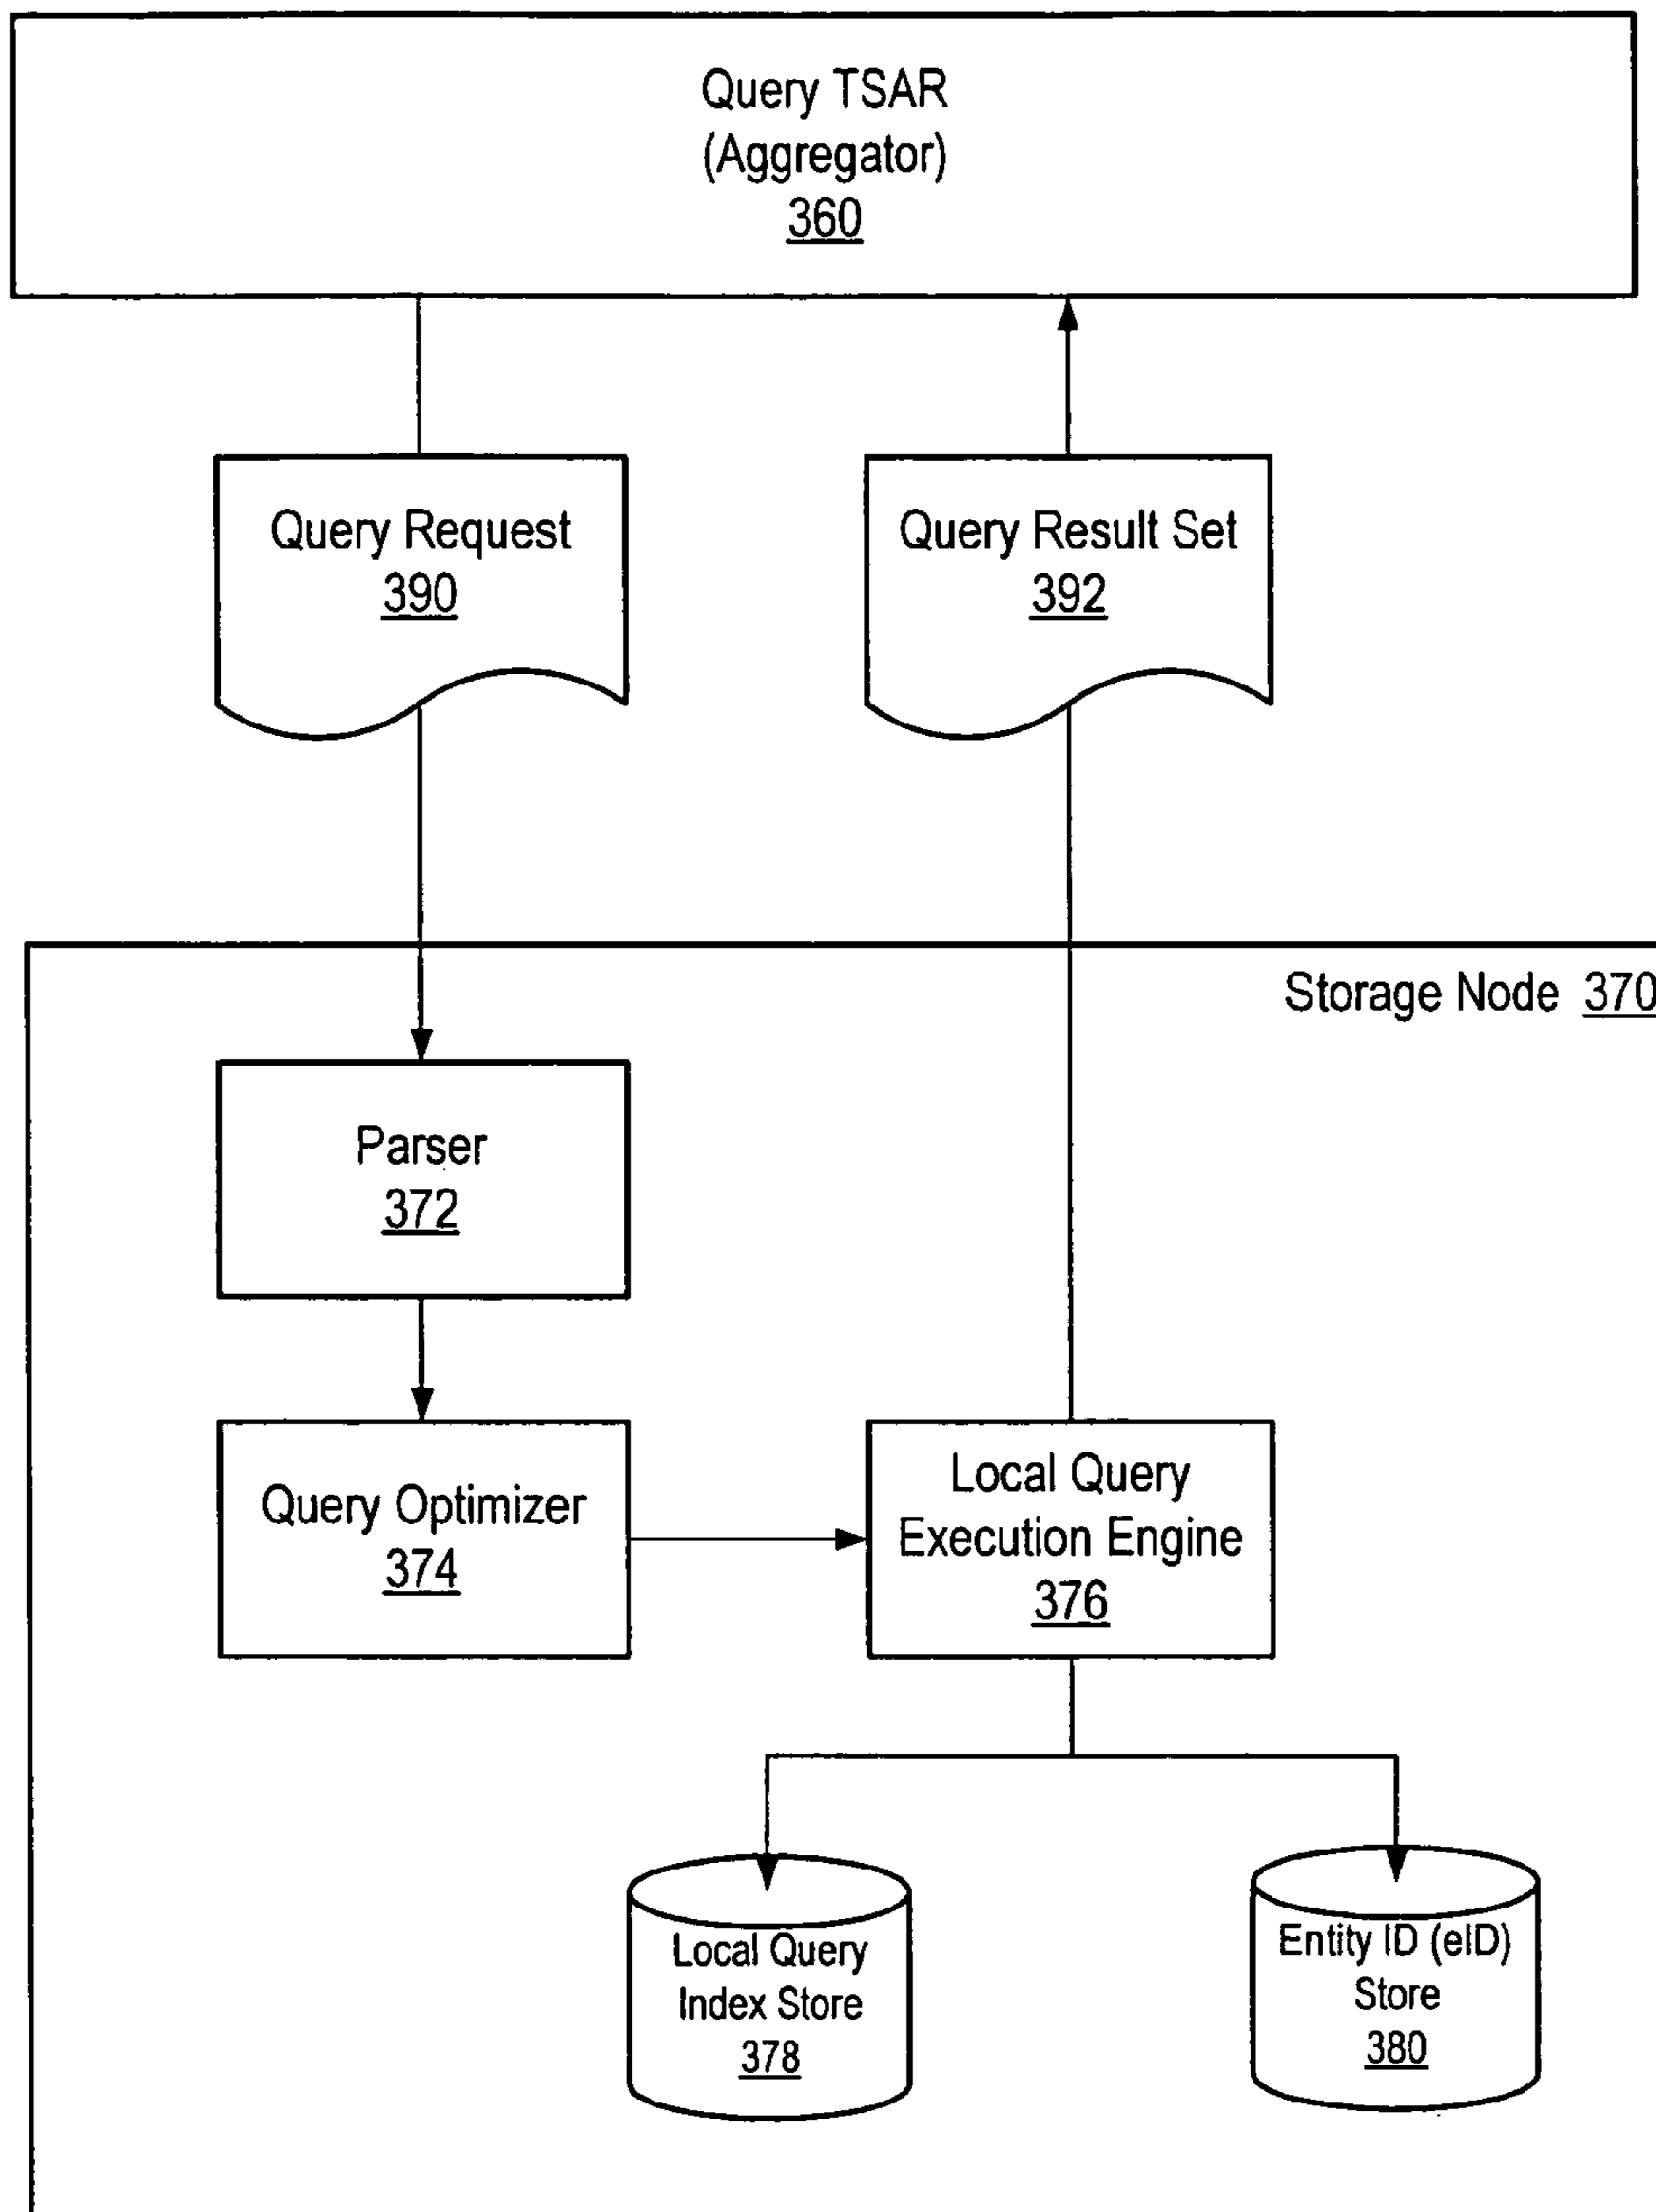 Query TSAR
(Aggregator)
360
Query Request
390
Query Result Set
392
Storage Node 370
Parser
372
Query Optimizer
374
Local Query
Execution Engine
376
Local Query
Index Store
378
Entity ID (eID)
Store
380